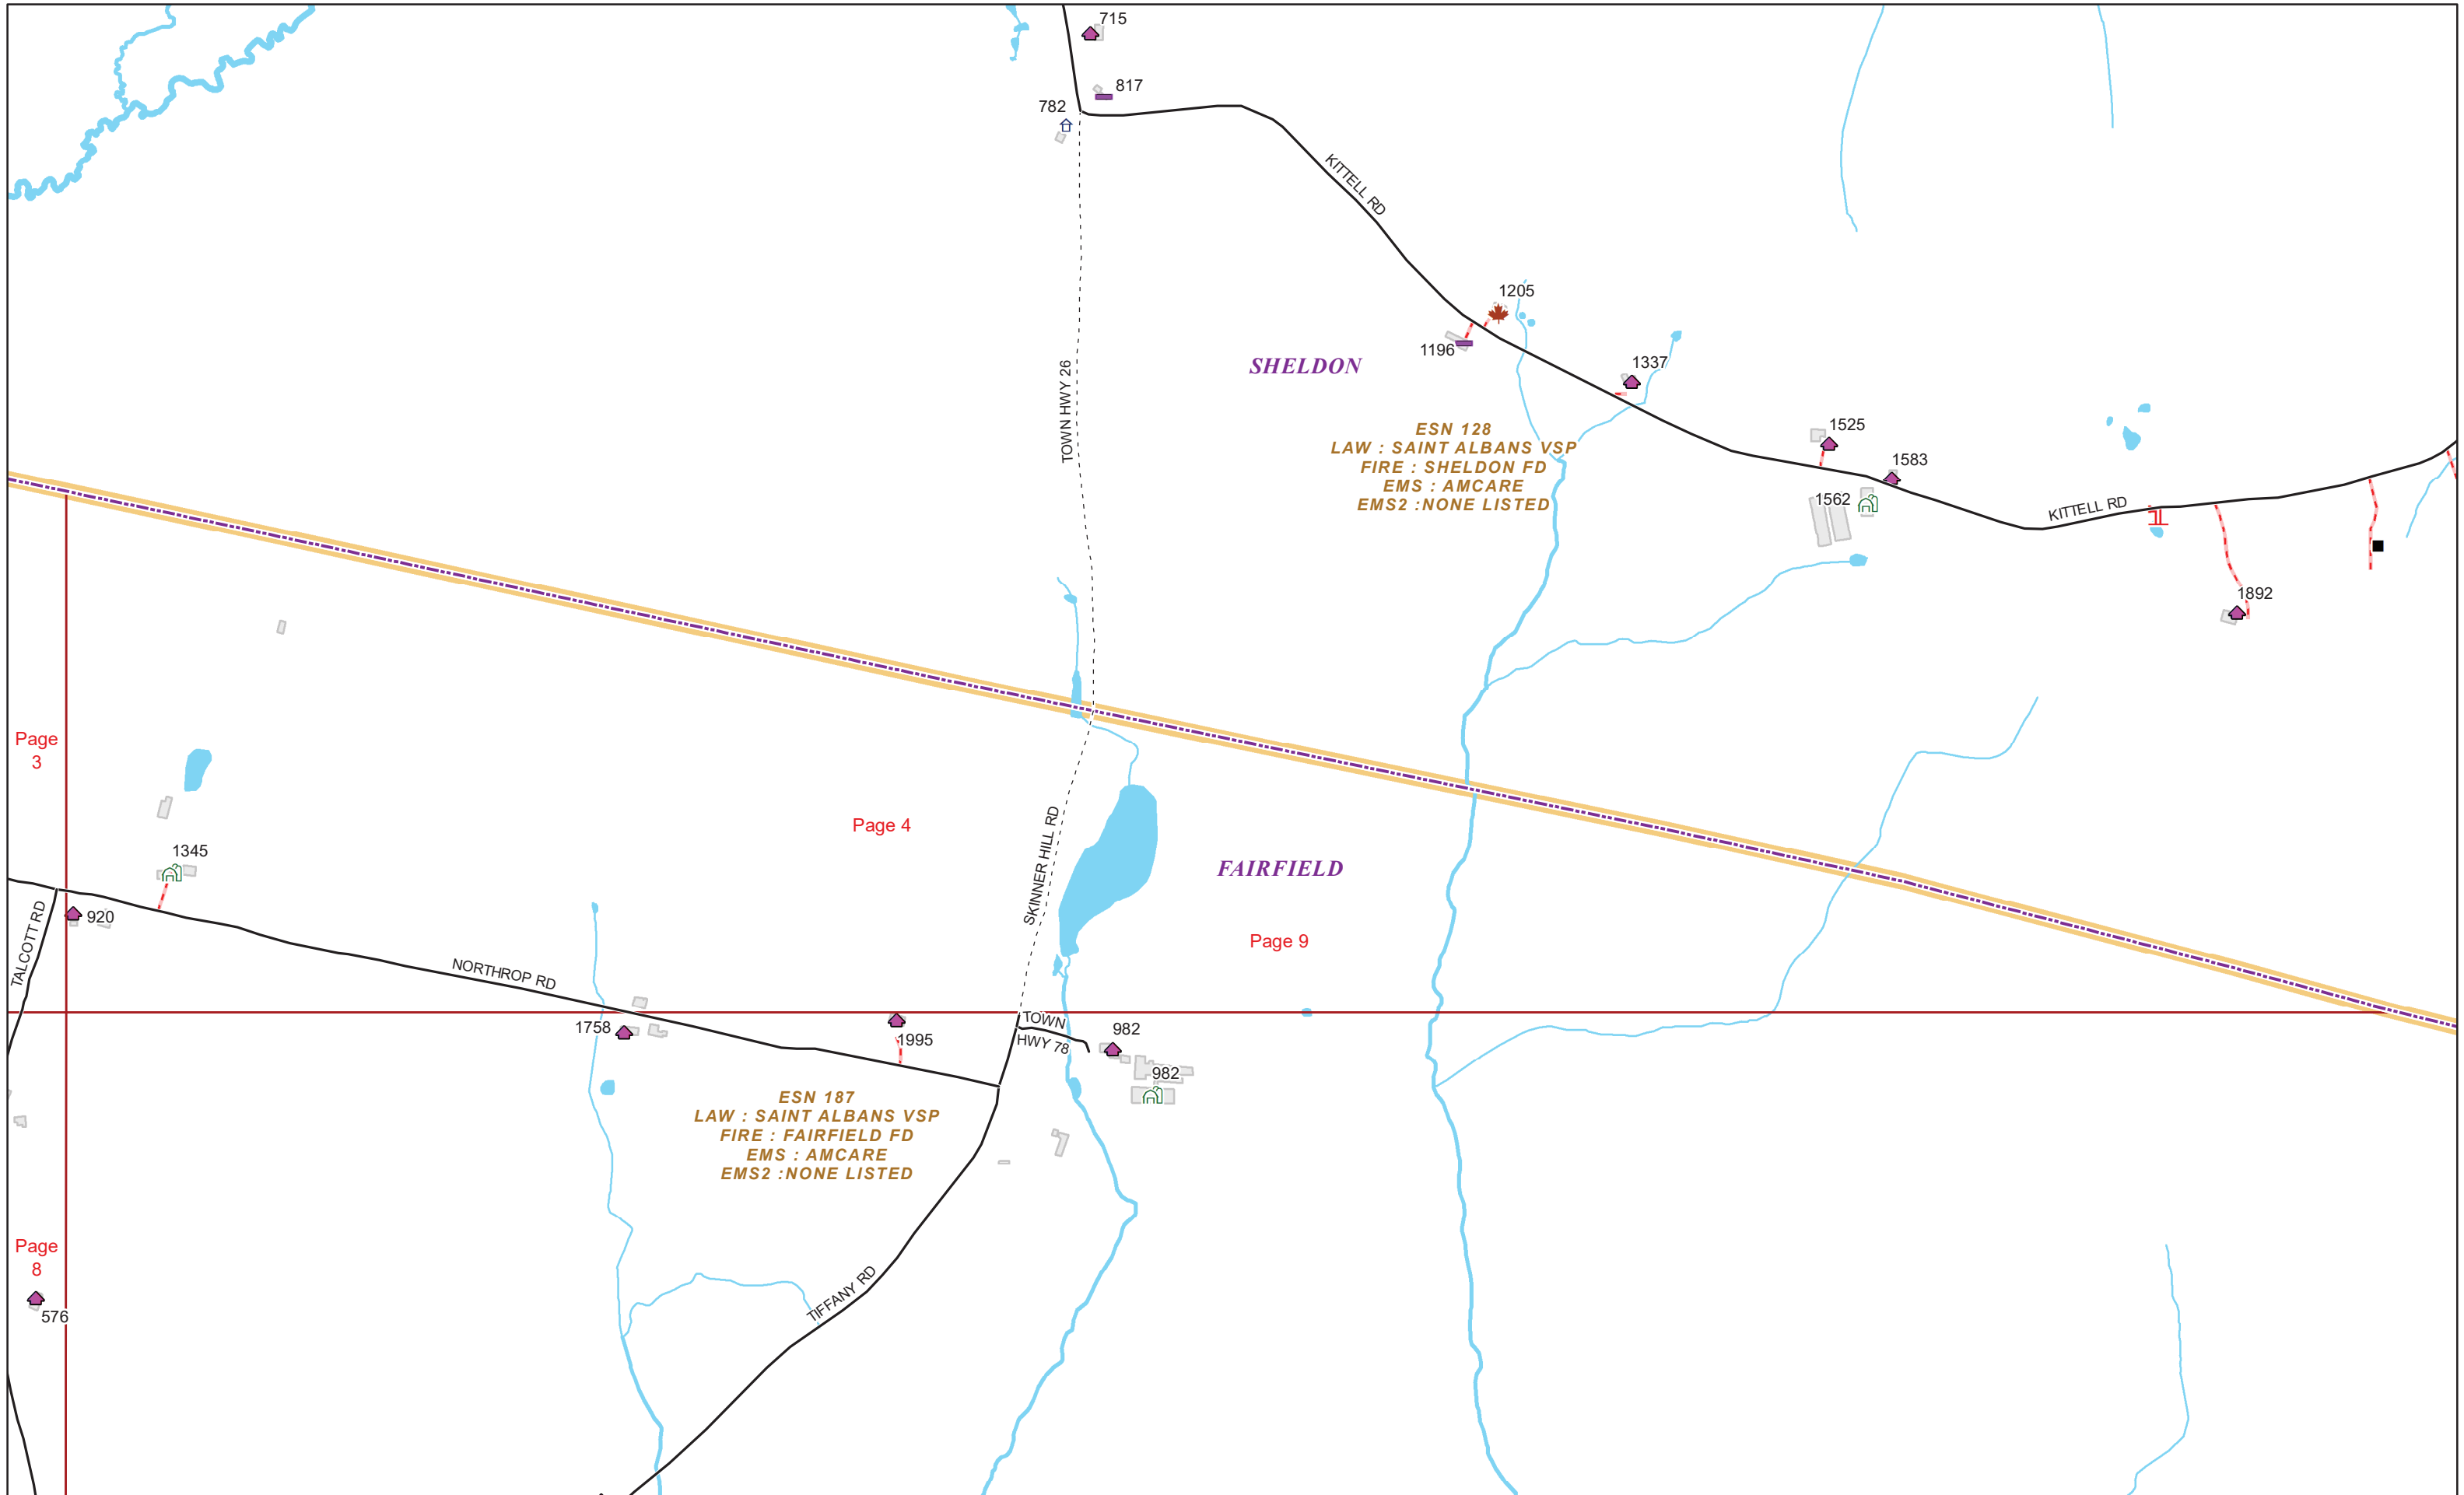 715
817
782
KITTELL RD
1205
1196
SHELDON
TOWN HWY 26
1337
ESN 128
LAW : SAINT ALBANS VSP
FIRE : SHELDON FD
EMS : AMCARE
EMS2 :NONE LISTED
1525
1583
1562
KITTELL RD
1892
Page
3
Page 4
SKINNER HILL RD
FAIRFIELD
1345
920
TALCOTT RD
Page 9
NORTHROP RD
1758
1995
TOWN
HWY 78
982
982
ESN 187
LAW : SAINT ALBANS VSP
FIRE : FAIRFIELD FD
EMS : AMCARE
EMS2 :NONE LISTED
Page
8
576
TIFFANY RD